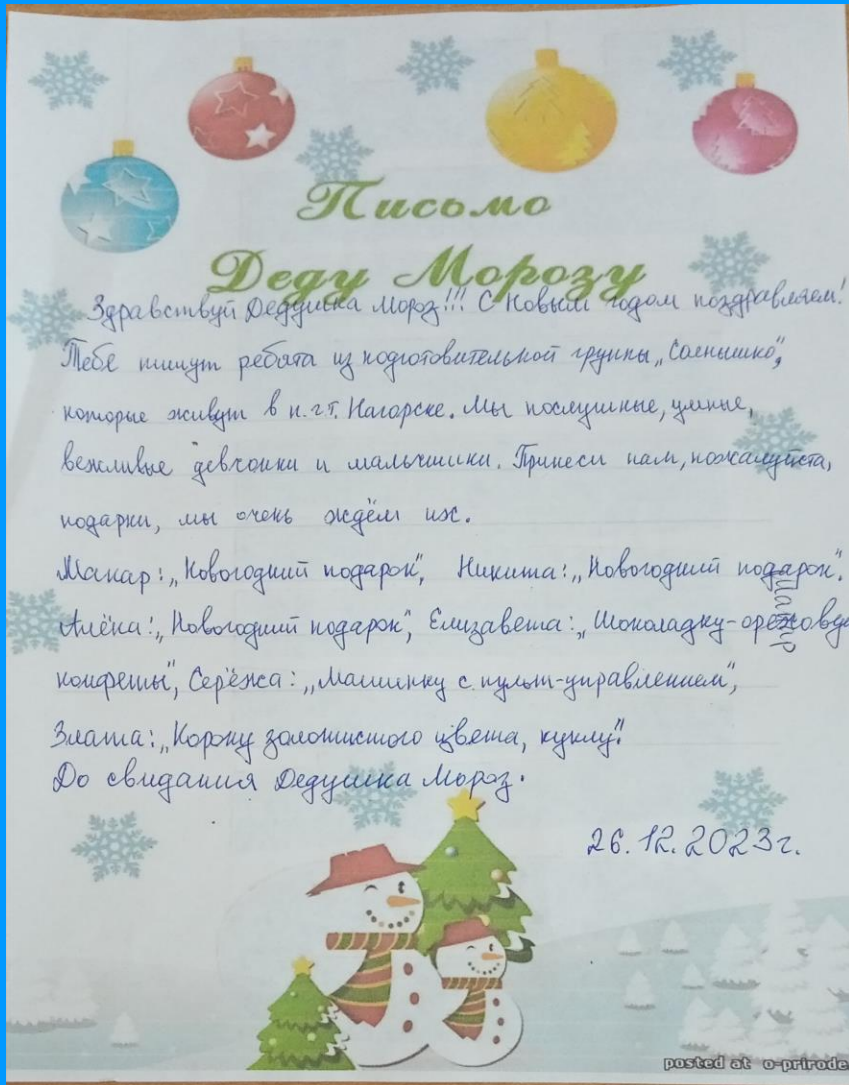 Письмо
Деду Морозу
Здравствуй Дедушка Мороз!!! С Новым годом поздравляем!
Тебе пишут ребята из подготовительной группы „Солнышко",
которые живут в п.г.т. Нагорске. Мы послушные, умные,
вежливые девчонки и мальчишки. Принеси нам, пожалуйста,
подарки, мы очень ждём их.
Макар: „Новогодний подарок", Никита: „Новогодний подарок".
Алёна: „Новогодний подарок", Елизавета: „Шоколадку-ореховую
конфеты", Серёжа: „Машинку с пульт-управлением",
Злата: „Корону золотистого цвета, куклу".
До свидания Дедушка Мороз.
26.12.2023г.
posted at o-prirode